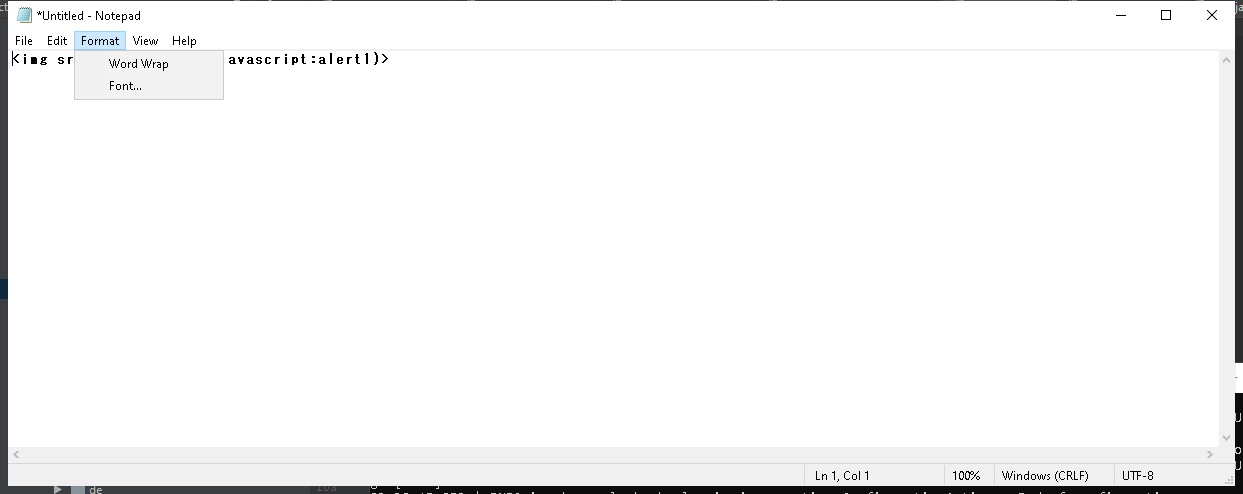 *Untitled - Notepad
File Edit Format View Help
<img sr avascript:alert1)>
Word Wrap
Font...
Ln 1, Col 1 100% Windows (CRLF) UTF-8
de